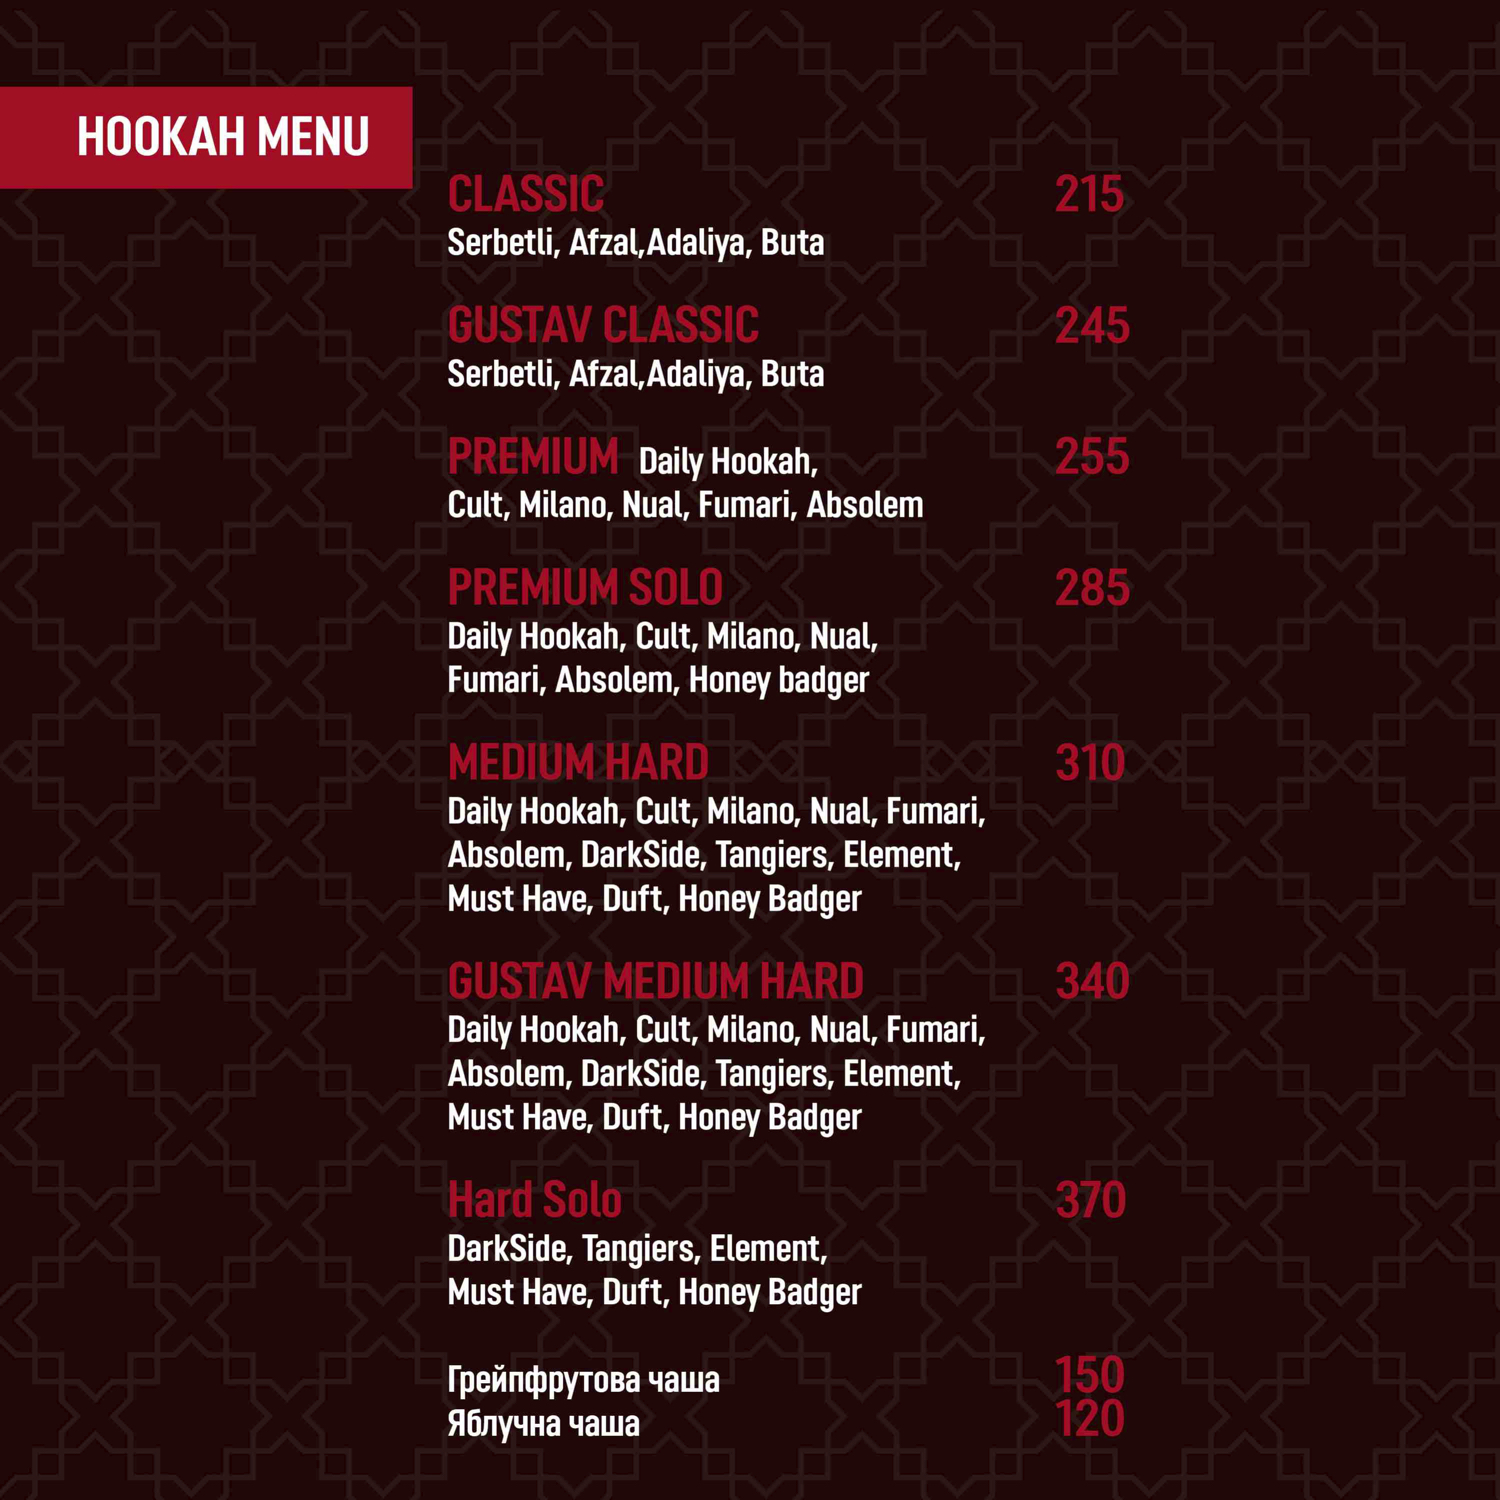 HOOKAH MENU
CLASSIC 215
Serbetli, Afzal,Adaliya, Buta
GUSTAV CLASSIC 245
Serbetli, Afzal,Adaliya, Buta
PREMIUM Daily Hookah, 255
Cult, Milano, Nual, Fumari, Absolem
PREMIUM SOLO 285
Daily Hookah, Cult, Milano, Nual,
Fumari, Absolem, Honey badger
MEDIUM HARD 310
Daily Hookah, Cult, Milano, Nual, Fumari,
Absolem, DarkSide, Tangiers, Element,
Must Have, Duft, Honey Badger
GUSTAV MEDIUM HARD 340
Daily Hookah, Cult, Milano, Nual, Fumari,
Absolem, DarkSide, Tangiers, Element,
Must Have, Duft, Honey Badger
Hard Solo 370
DarkSide, Tangiers, Element,
Must Have, Duft, Honey Badger
Грейпфрутова чаша 150
Яблучна чаша 120